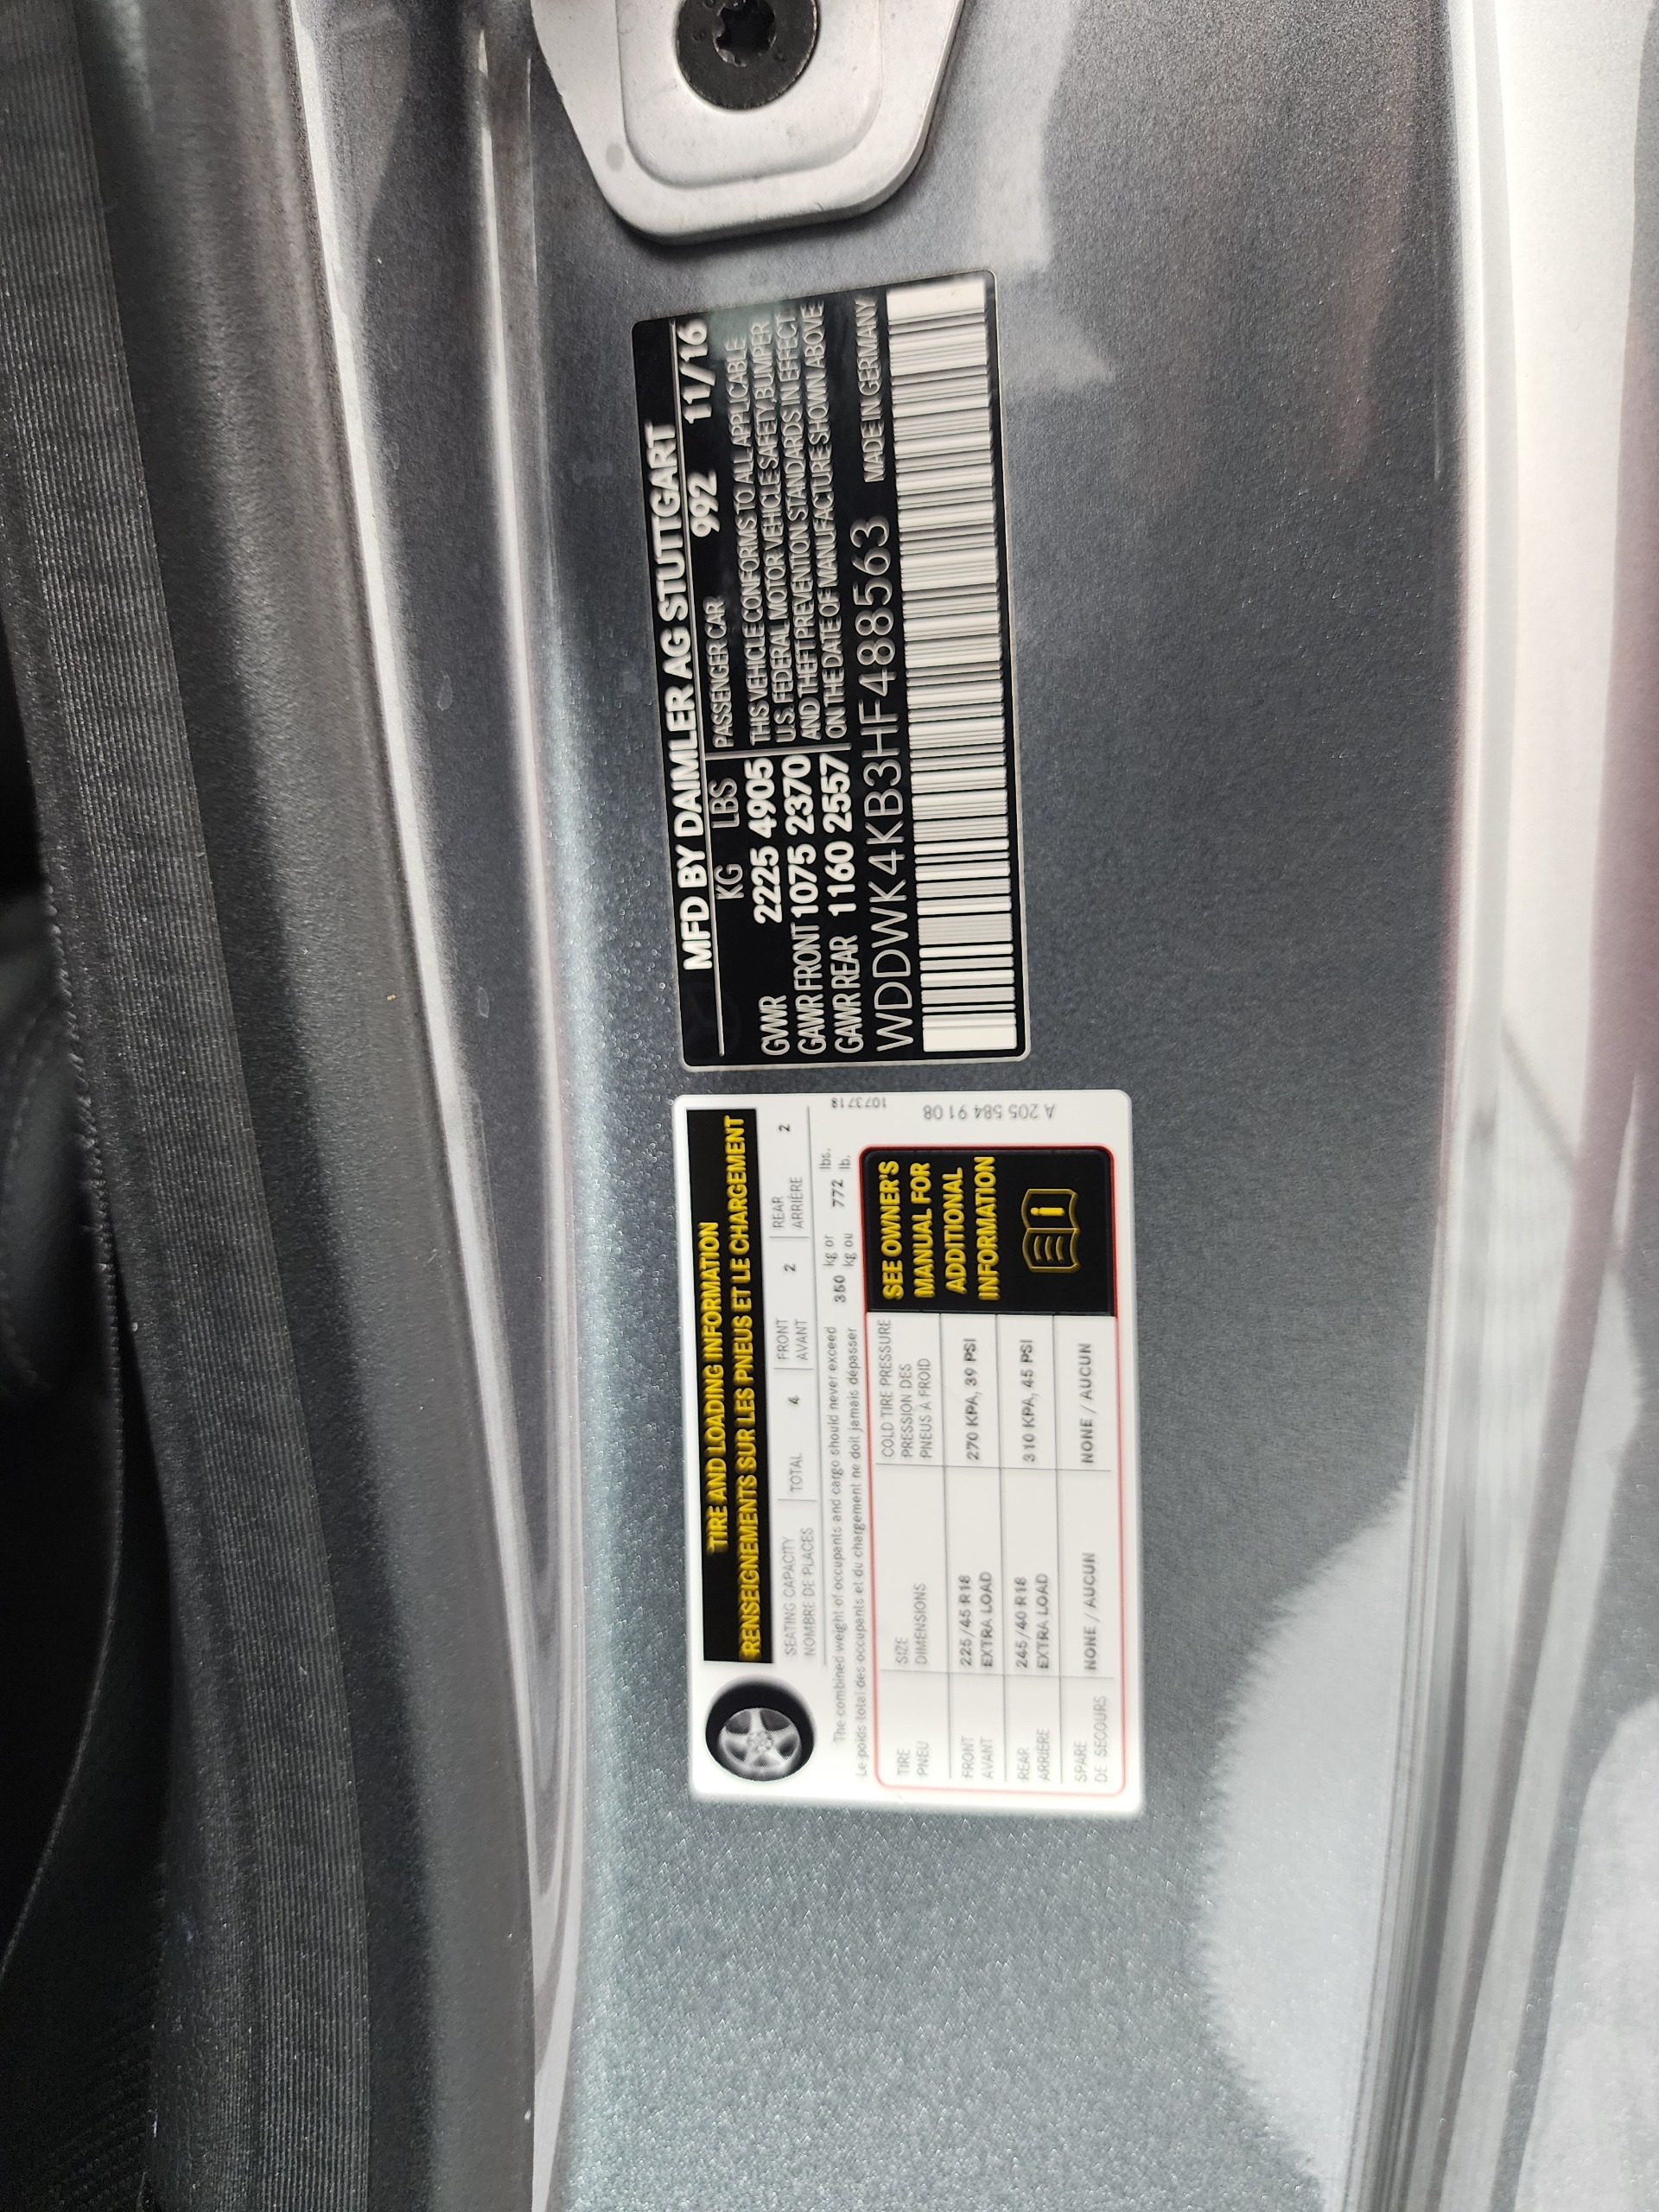 MFD BY DAIMLER AG STUTTGART
KG LBS PASSENGER CAR 992 11/16
GVWR 2225 4905 THIS VEHICLE CONFORMS TO ALL APPLICABLE
GAWR FRONT 1075 2370 U.S. FEDERAL MOTOR VEHICLE SAFETY, BUMPER
GAWR REAR 1160 2557 AND THEFT PREVENTION STANDARDS IN EFFECT
ON THE DATE OF MANUFACTURE SHOWN ABOVE
WDDWK4KB3HF488563 MADE IN GERMANY
TIRE AND LOADING INFORMATION
RENSEIGNEMENTS SUR LES PNEUS ET LE CHARGEMENT
SEATING CAPACITY TOTAL 4 FRONT 2 REAR 2
NOMBRE DE PLACES AVANT ARRIÈRE
The combined weight of occupants and cargo should never exceed 350 kg or 772 lbs.
Le poids total des occupants et du chargement ne doit jamais dépasser kg ou lb.
TIRE SIZE COLD TIRE PRESSURE
PNEU DIMENSIONS PRESSION DES
PNEUS À FROID
FRONT 225/45 R18 270 KPA, 39 PSI
AVANT EXTRA LOAD
REAR 245/40 R18 310 KPA, 45 PSI
ARRIÈRE EXTRA LOAD
SPARE NONE / AUCUN NONE / AUCUN
DE SECOURS
SEE OWNER'S
MANUAL FOR
ADDITIONAL
INFORMATION
1073718
A 205 584 91 08